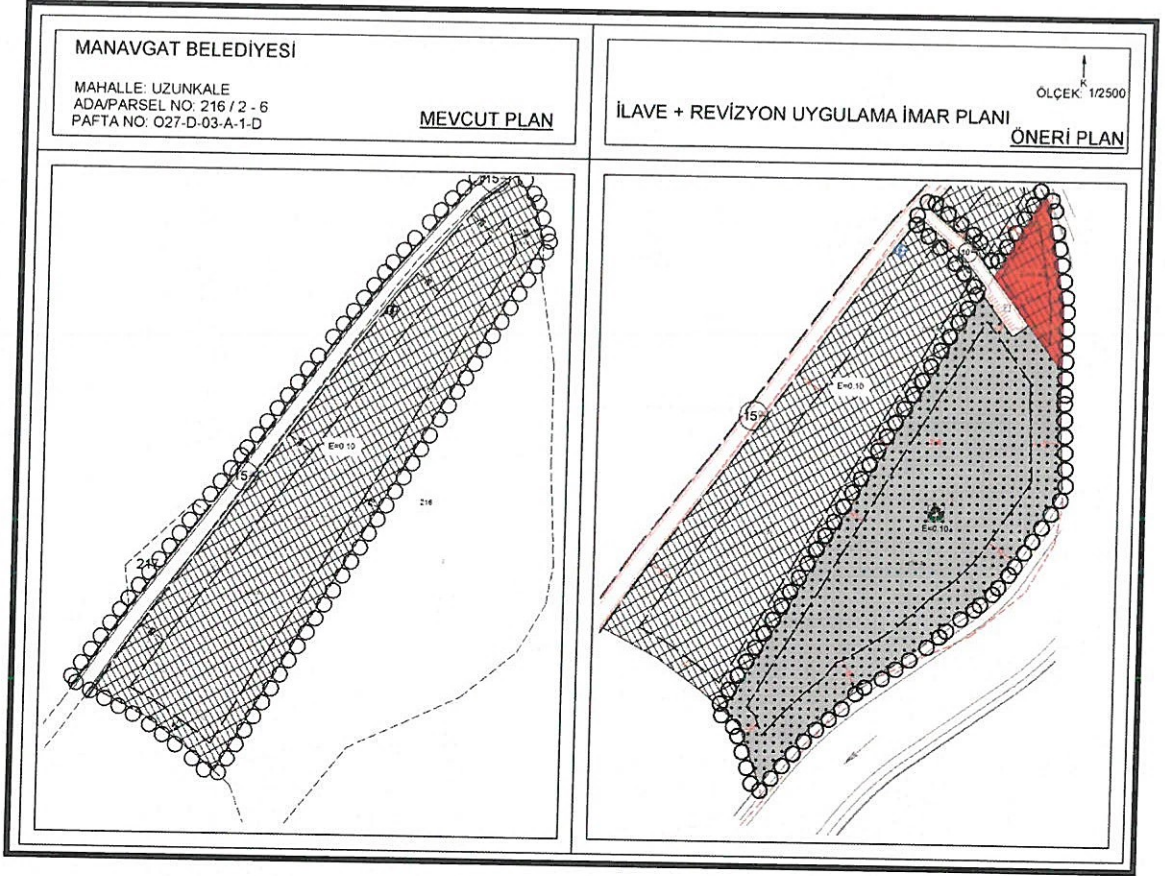 MANAVGAT BELEDİYESİ
MAHALLE: UZUNKALE
ADA/PARSEL NO: 216 / 2 - 6
PAFTA NO: O27-D-03-A-1-D
MEVCUT PLAN
K
ÖLÇEK: 1/2500
İLAVE + REVİZYON UYGULAMA İMAR PLANI
ÖNERİ PLAN
E=0.10
216
E=0.10
15
E=0.10